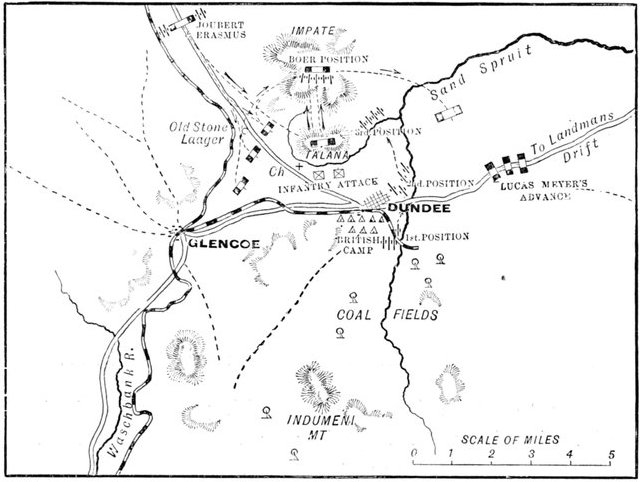 JOUBERT
ERASMUS
IMPATE
BOER POSITION
Sand Spruit
Old Stone
Laager
3rd POSITION
To Landmans
Drift
TALANA
Ch
INFANTRY ATTACK
2nd. POSITION
LUCAS MEYER'S
ADVANCE
DUNDEE
GLENCOE
BRITISH
CAMP
1st. POSITION
COAL FIELDS
Waschbank R.
INDUMENI
MT
SCALE OF MILES
0 1 2 3 4 5